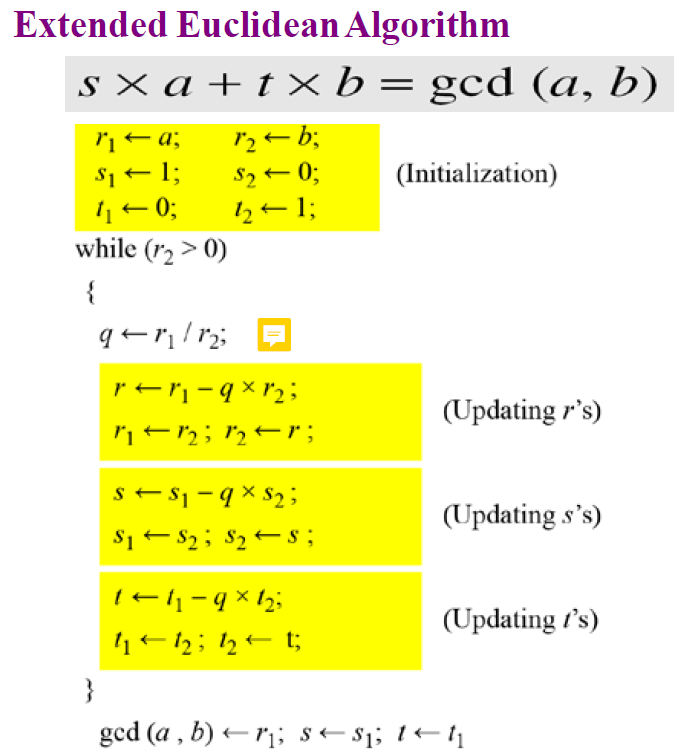 Extended Euclidean Algorithm
s × a + t × b = gcd (a, b)
r₁ ← a; r₂ ← b;
s₁ ← 1; s₂ ← 0; (Initialization)
t₁ ← 0; t₂ ← 1;
while (r₂ > 0)
{
q ← r₁ / r₂;
r ← r₁ − q × r₂ ;
(Updating r’s)
r₁ ← r₂ ; r₂ ← r ;
s ← s₁ − q × s₂ ;
(Updating s’s)
s₁ ← s₂ ; s₂ ← s ;
t ← t₁ − q × t₂;
(Updating t’s)
t₁ ← t₂ ; t₂ ← t;
}
gcd (a , b) ← r₁; s ← s₁; t ← t₁